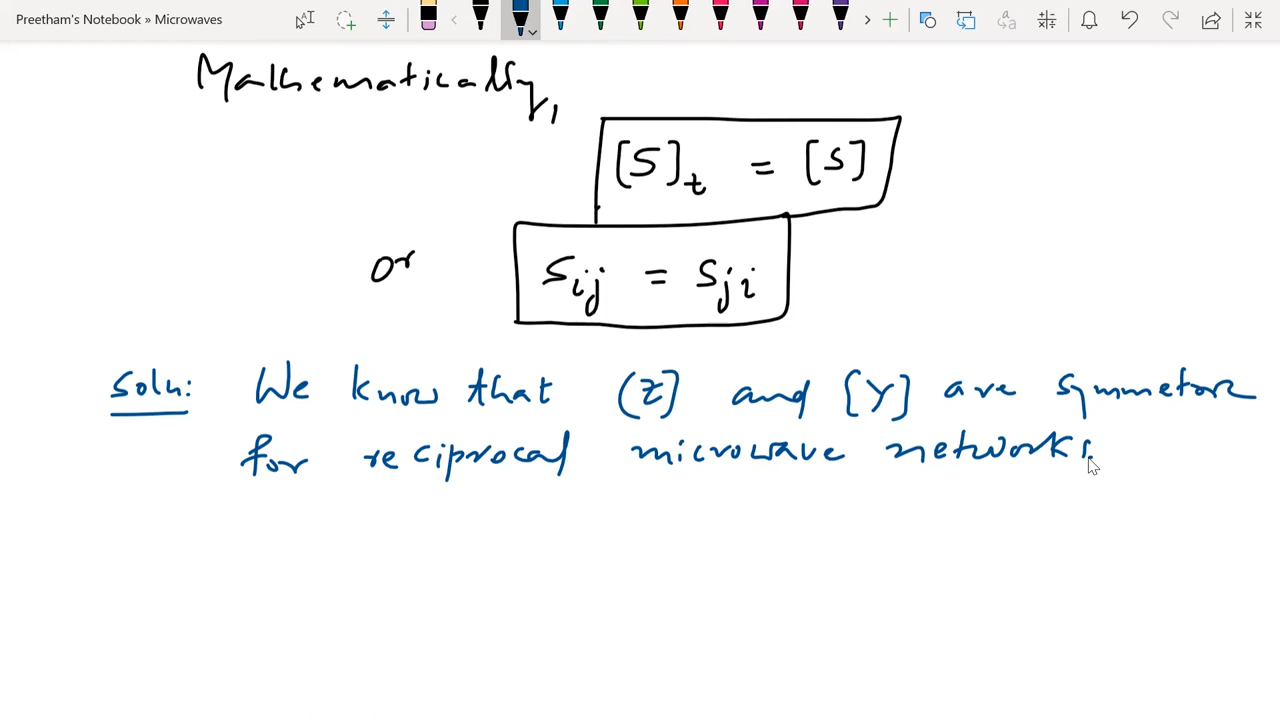 Preetham's Notebook » Microwaves
Mathematically,
[S]t = [S]
or Sij = Sji
Soln: We know that [Z] and [Y] are symmetric
for reciprocal microwave networks.